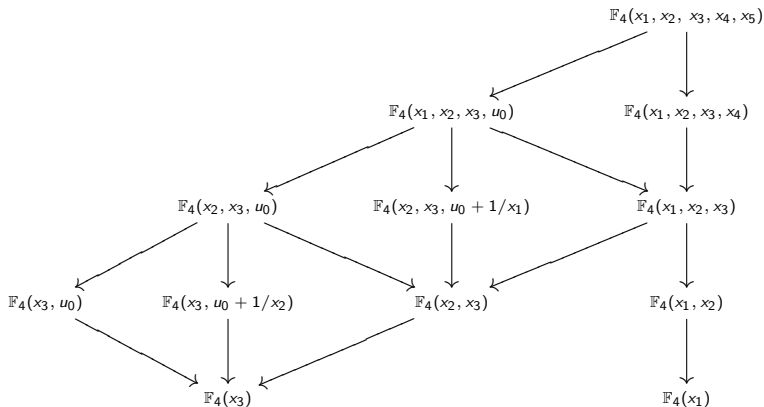 𝔽₄(x₁, x₂, x₃, x₄, x₅)
𝔽₄(x₁, x₂, x₃, u₀) 𝔽₄(x₁, x₂, x₃, x₄)
𝔽₄(x₂, x₃, u₀) 𝔽₄(x₂, x₃, u₀ + 1/x₁) 𝔽₄(x₁, x₂, x₃)
𝔽₄(x₃, u₀) 𝔽₄(x₃, u₀ + 1/x₂) 𝔽₄(x₂, x₃) 𝔽₄(x₁, x₂)
𝔽₄(x₃) 𝔽₄(x₁)